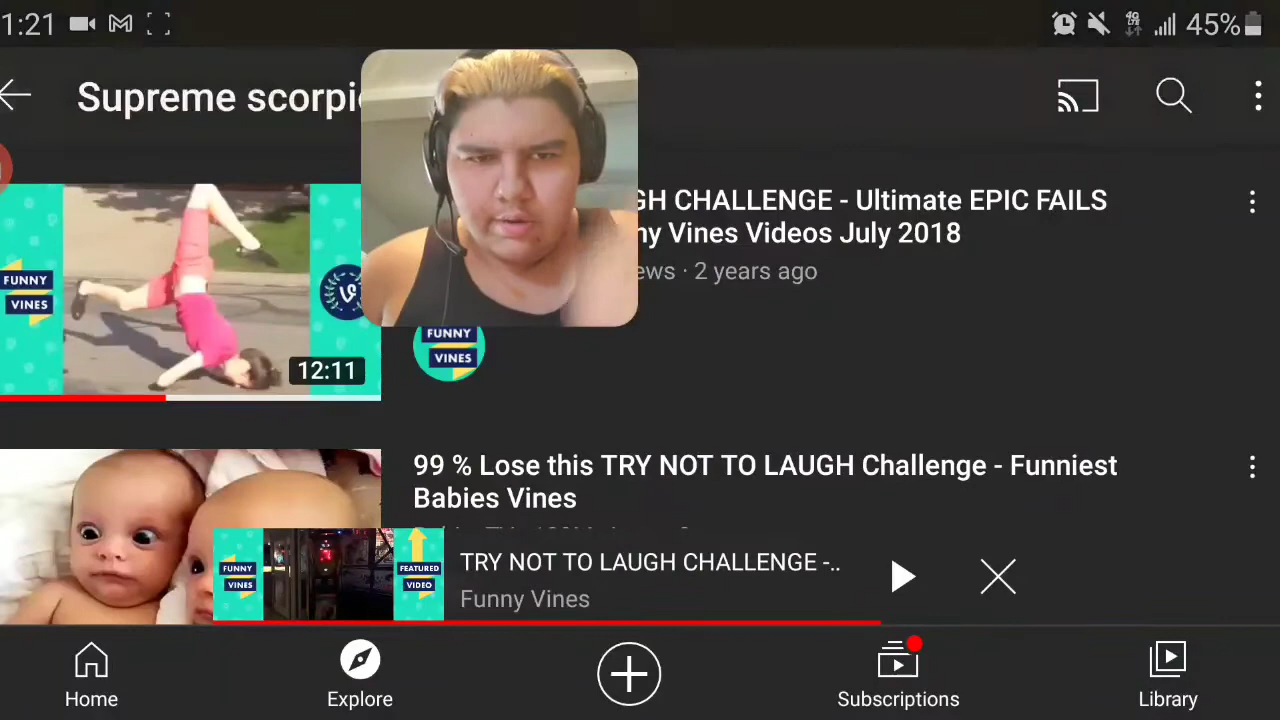 1:21
45%
Supreme scorpi
GH CHALLENGE - Ultimate EPIC FAILS
ny Vines Videos July 2018
ews · 2 years ago
FUNNY
VINES
12:11
FUNNY
VINES
99 % Lose this TRY NOT TO LAUGH Challenge - Funniest
Babies Vines
FUNNY
VINES
FEATURED
VIDEO
TRY NOT TO LAUGH CHALLENGE -..
Funny Vines
Home
Explore
Subscriptions
Library